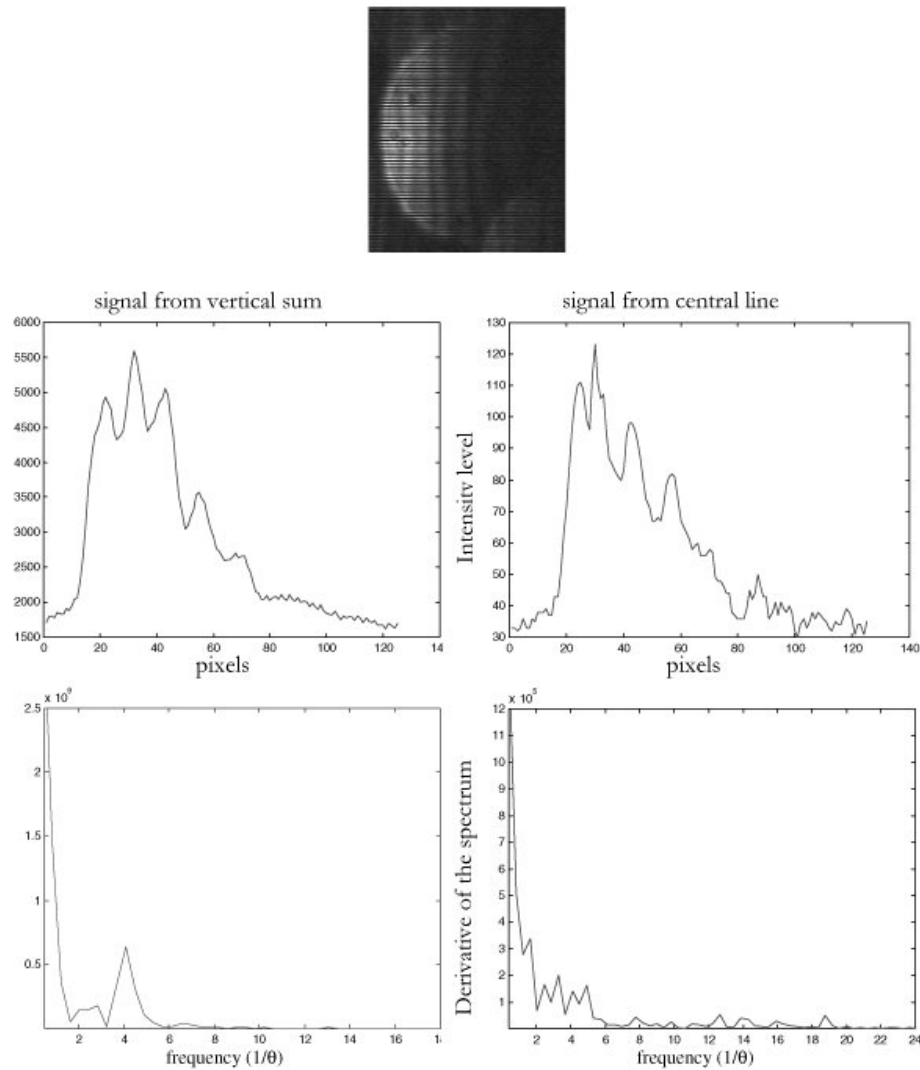 signal from vertical sum
6000
5500
5000
4500
4000
3500
3000
2500
2000
1500
0 20 40 60 80 100 120 14
pixels
signal from central line
Intensity level
130
120
110
100
90
80
70
60
50
40
30
0 20 40 60 80 100 120 140
pixels
x 10⁹
2.5
2
1.5
1
0.5
2 4 6 8 10 12 14 16 1
frequency (1/θ)
Derivative of the spectrum
x 10⁵
12
11
10
9
8
7
6
5
4
3
2
1
2 4 6 8 10 12 14 16 18 20 22 24
frequency (1/θ)